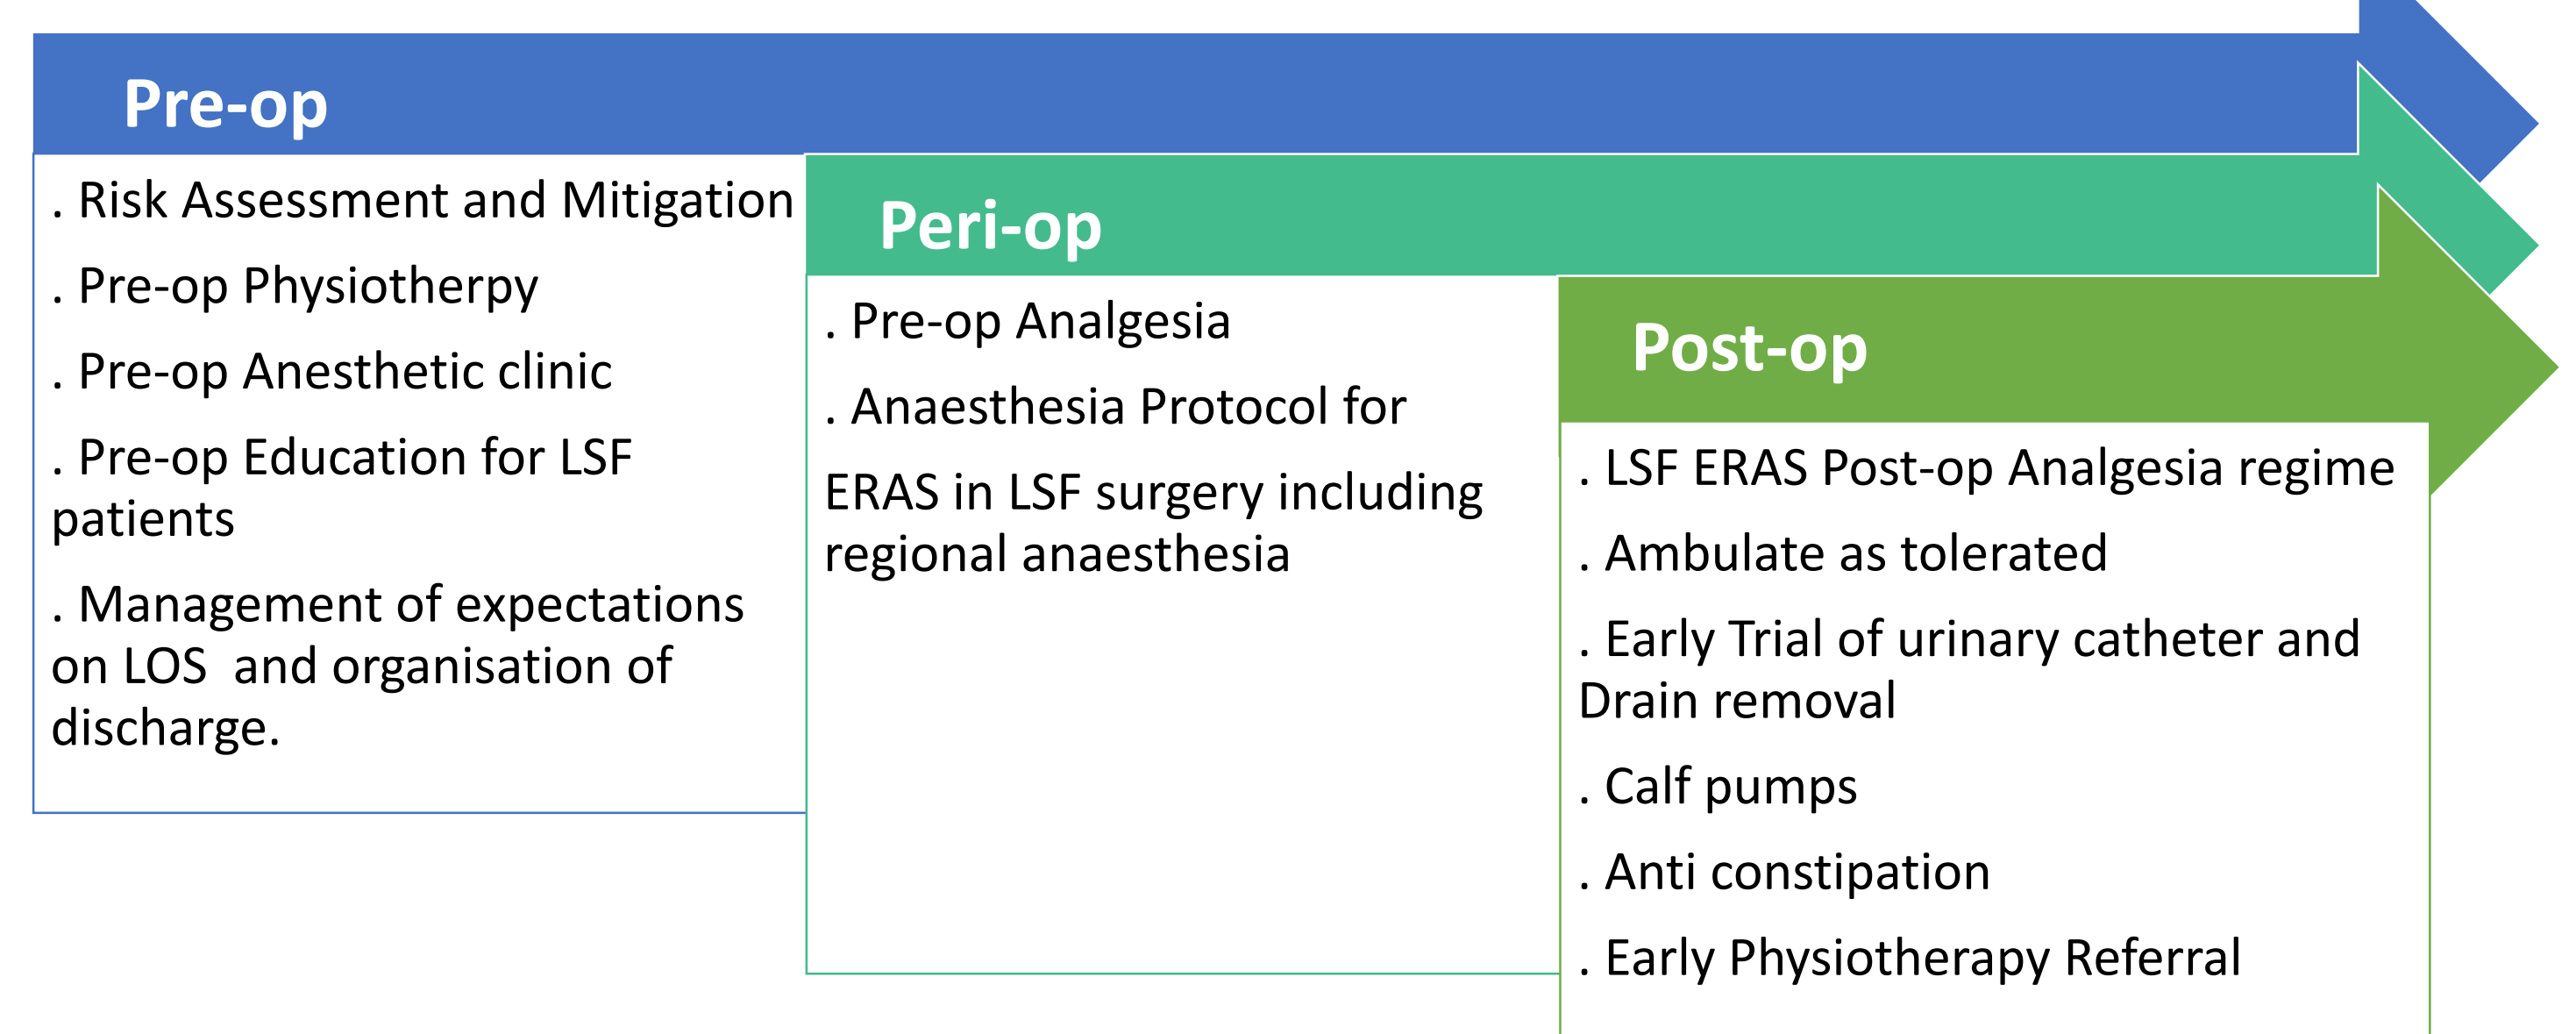 Pre-op
. Risk Assessment and Mitigation
. Pre-op Physiotherpy
. Pre-op Anesthetic clinic
. Pre-op Education for LSF
patients
. Management of expectations
on LOS  and organisation of
discharge.
Peri-op
. Pre-op Analgesia
. Anaesthesia Protocol for
ERAS in LSF surgery including
regional anaesthesia
Post-op
. LSF ERAS Post-op Analgesia regime
. Ambulate as tolerated
. Early Trial of urinary catheter and
Drain removal
. Calf pumps
. Anti constipation
. Early Physiotherapy Referral